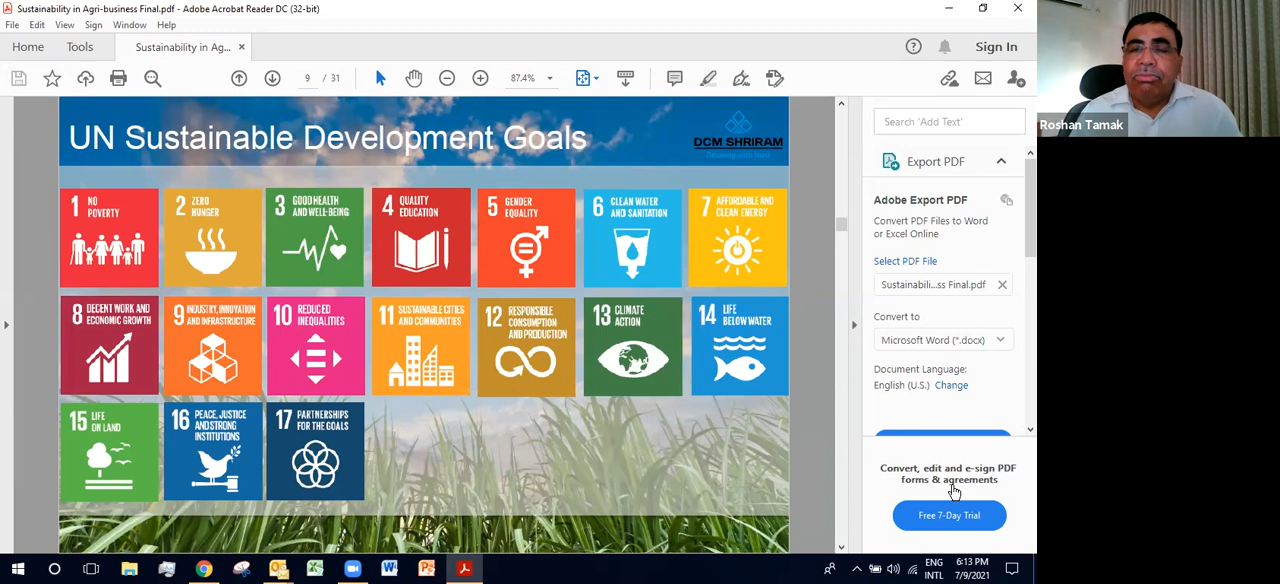 Sustainability in Agri-business Final.pdf - Adobe Acrobat Reader DC (32-bit)
File Edit View Sign Window Help
Home Tools Sustainability in Ag... × Sign In
9 / 31 87.4%
UN Sustainable Development Goals
DCM SHRIRAM
1 NO
POVERTY
2 ZERO
HUNGER
3 GOOD HEALTH
AND WELL-BEING
4 QUALITY
EDUCATION
5 GENDER
EQUALITY
6 CLEAN WATER
AND SANITATION
7 AFFORDABLE AND
CLEAN ENERGY
8 DECENT WORK AND
ECONOMIC GROWTH
9 INDUSTRY, INNOVATION
AND INFRASTRUCTURE
10 REDUCED
INEQUALITIES
11 SUSTAINABLE CITIES
AND COMMUNITIES
12 RESPONSIBLE
CONSUMPTION
AND PRODUCTION
13 CLIMATE
ACTION
14 LIFE
BELOW WATER
15 LIFE
ON LAND
16 PEACE, JUSTICE
AND STRONG
INSTITUTIONS
17 PARTNERSHIPS
FOR THE GOALS
Search 'Add Text'
Export PDF
Adobe Export PDF
Convert PDF Files to Word
or Excel Online
Select PDF File
Sustainabili...ss Final.pdf
Convert to
Microsoft Word (*.docx)
Document Language:
English (U.S.) Change
Convert, edit and e-sign PDF
forms & agreements
Free 7-Day Trial
Roshan Tamak
ENG
INTL
6:13 PM
7/9/2021